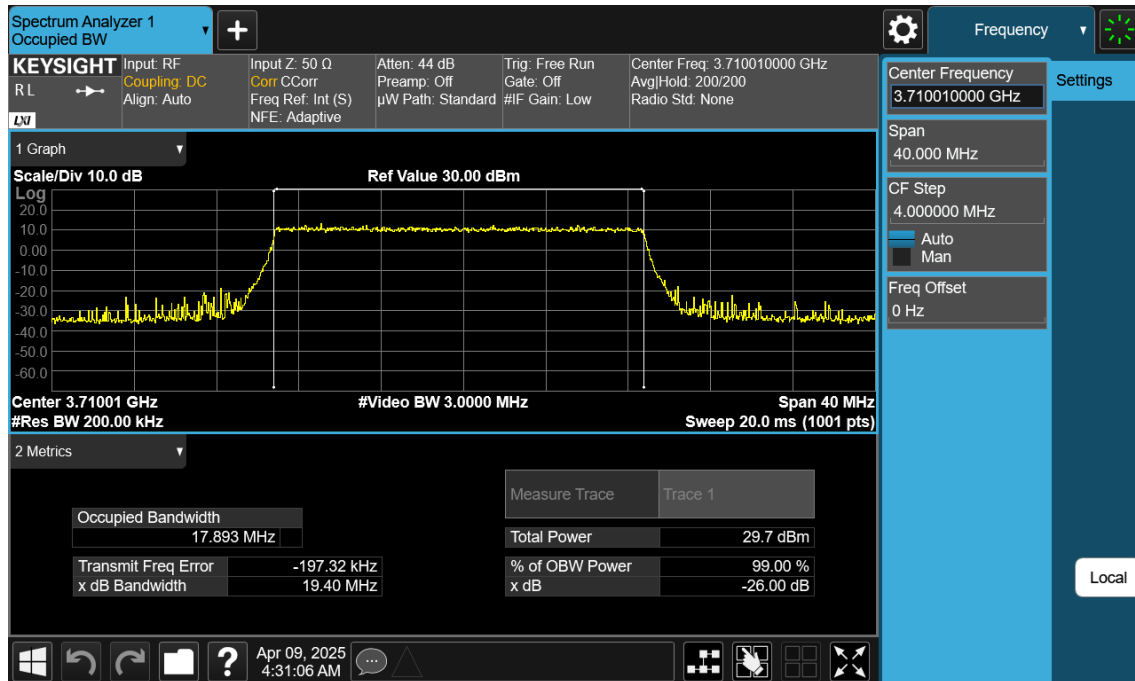 Spectrum Analyzer 1
Occupied BW
+
Frequency
KEYSIGHT
RL
LXI
Input: RF
Coupling: DC
Align: Auto
Input Z: 50 Ω
Corr CCorr
Freq Ref: Int (S)
NFE: Adaptive
Atten: 44 dB
Preamp: Off
µW Path: Standard
Trig: Free Run
Gate: Off
#IF Gain: Low
Center Freq: 3.710010000 GHz
Avg|Hold: 200/200
Radio Std: None
Center Frequency
3.710010000 GHz
Settings
Span
40.000 MHz
CF Step
4.000000 MHz
Auto
Man
Freq Offset
0 Hz
1 Graph
Scale/Div 10.0 dB
Ref Value 30.00 dBm
Log
20.0
10.0
0.00
-10.0
-20.0
-30.0
-40.0
-50.0
-60.0
Center 3.71001 GHz
#Video BW 3.0000 MHz
Span 40 MHz
#Res BW 200.00 kHz
Sweep 20.0 ms (1001 pts)
2 Metrics
Measure Trace
Trace 1
Occupied Bandwidth
17.893 MHz
Total Power
29.7 dBm
Transmit Freq Error
-197.32 kHz
% of OBW Power
99.00 %
x dB Bandwidth
19.40 MHz
x dB
-26.00 dB
Local
?
Apr 09, 2025
4:31:06 AM